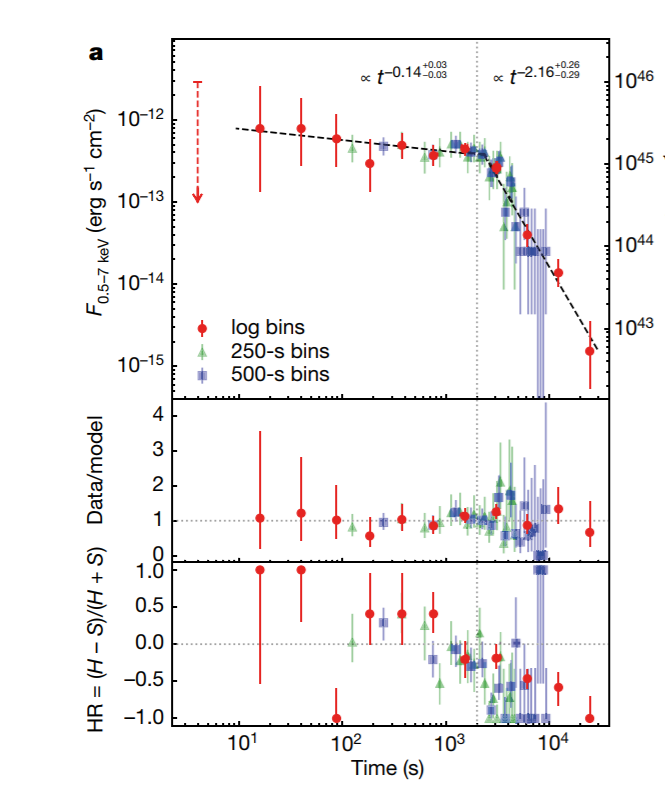 a
∝ t^−0.14^+0.03_−0.03
∝ t^−2.16^+0.26_−0.29
F_0.5–7 keV (erg s^−1 cm^−2)
10^−12
10^−13
10^−14
10^−15
10^46
10^45
10^44
10^43
log bins
250-s bins
500-s bins
Data/model
4
3
2
1
0
HR = (H − S)/(H + S)
1.0
0.5
0.0
−0.5
−1.0
10^1
10^2
10^3
10^4
Time (s)